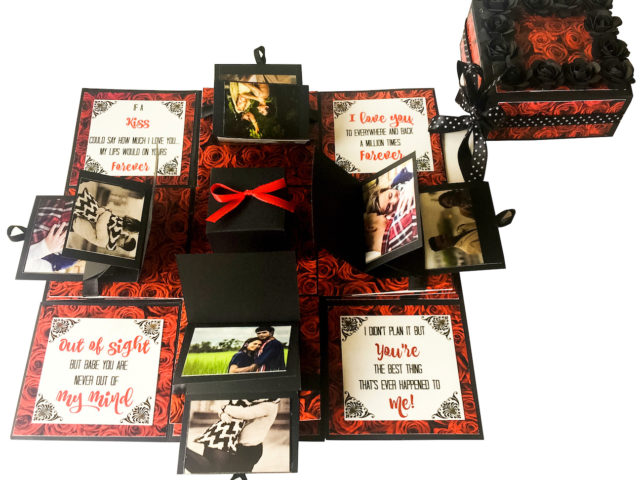 IF A
Kiss
COULD SAY HOW MUCH I LOVE YOU...
MY LIPS WOULD ON YOURS
Forever
I love you
TO EVERYWHERE AND BACK
A MILLION TIMES
Forever
Out of Sight
BUT BABE YOU ARE
NEVER OUT OF
My Mind
I DIDN'T PLAN IT BUT
You're
THE BEST THING
THAT'S EVER HAPPENED TO
Me!